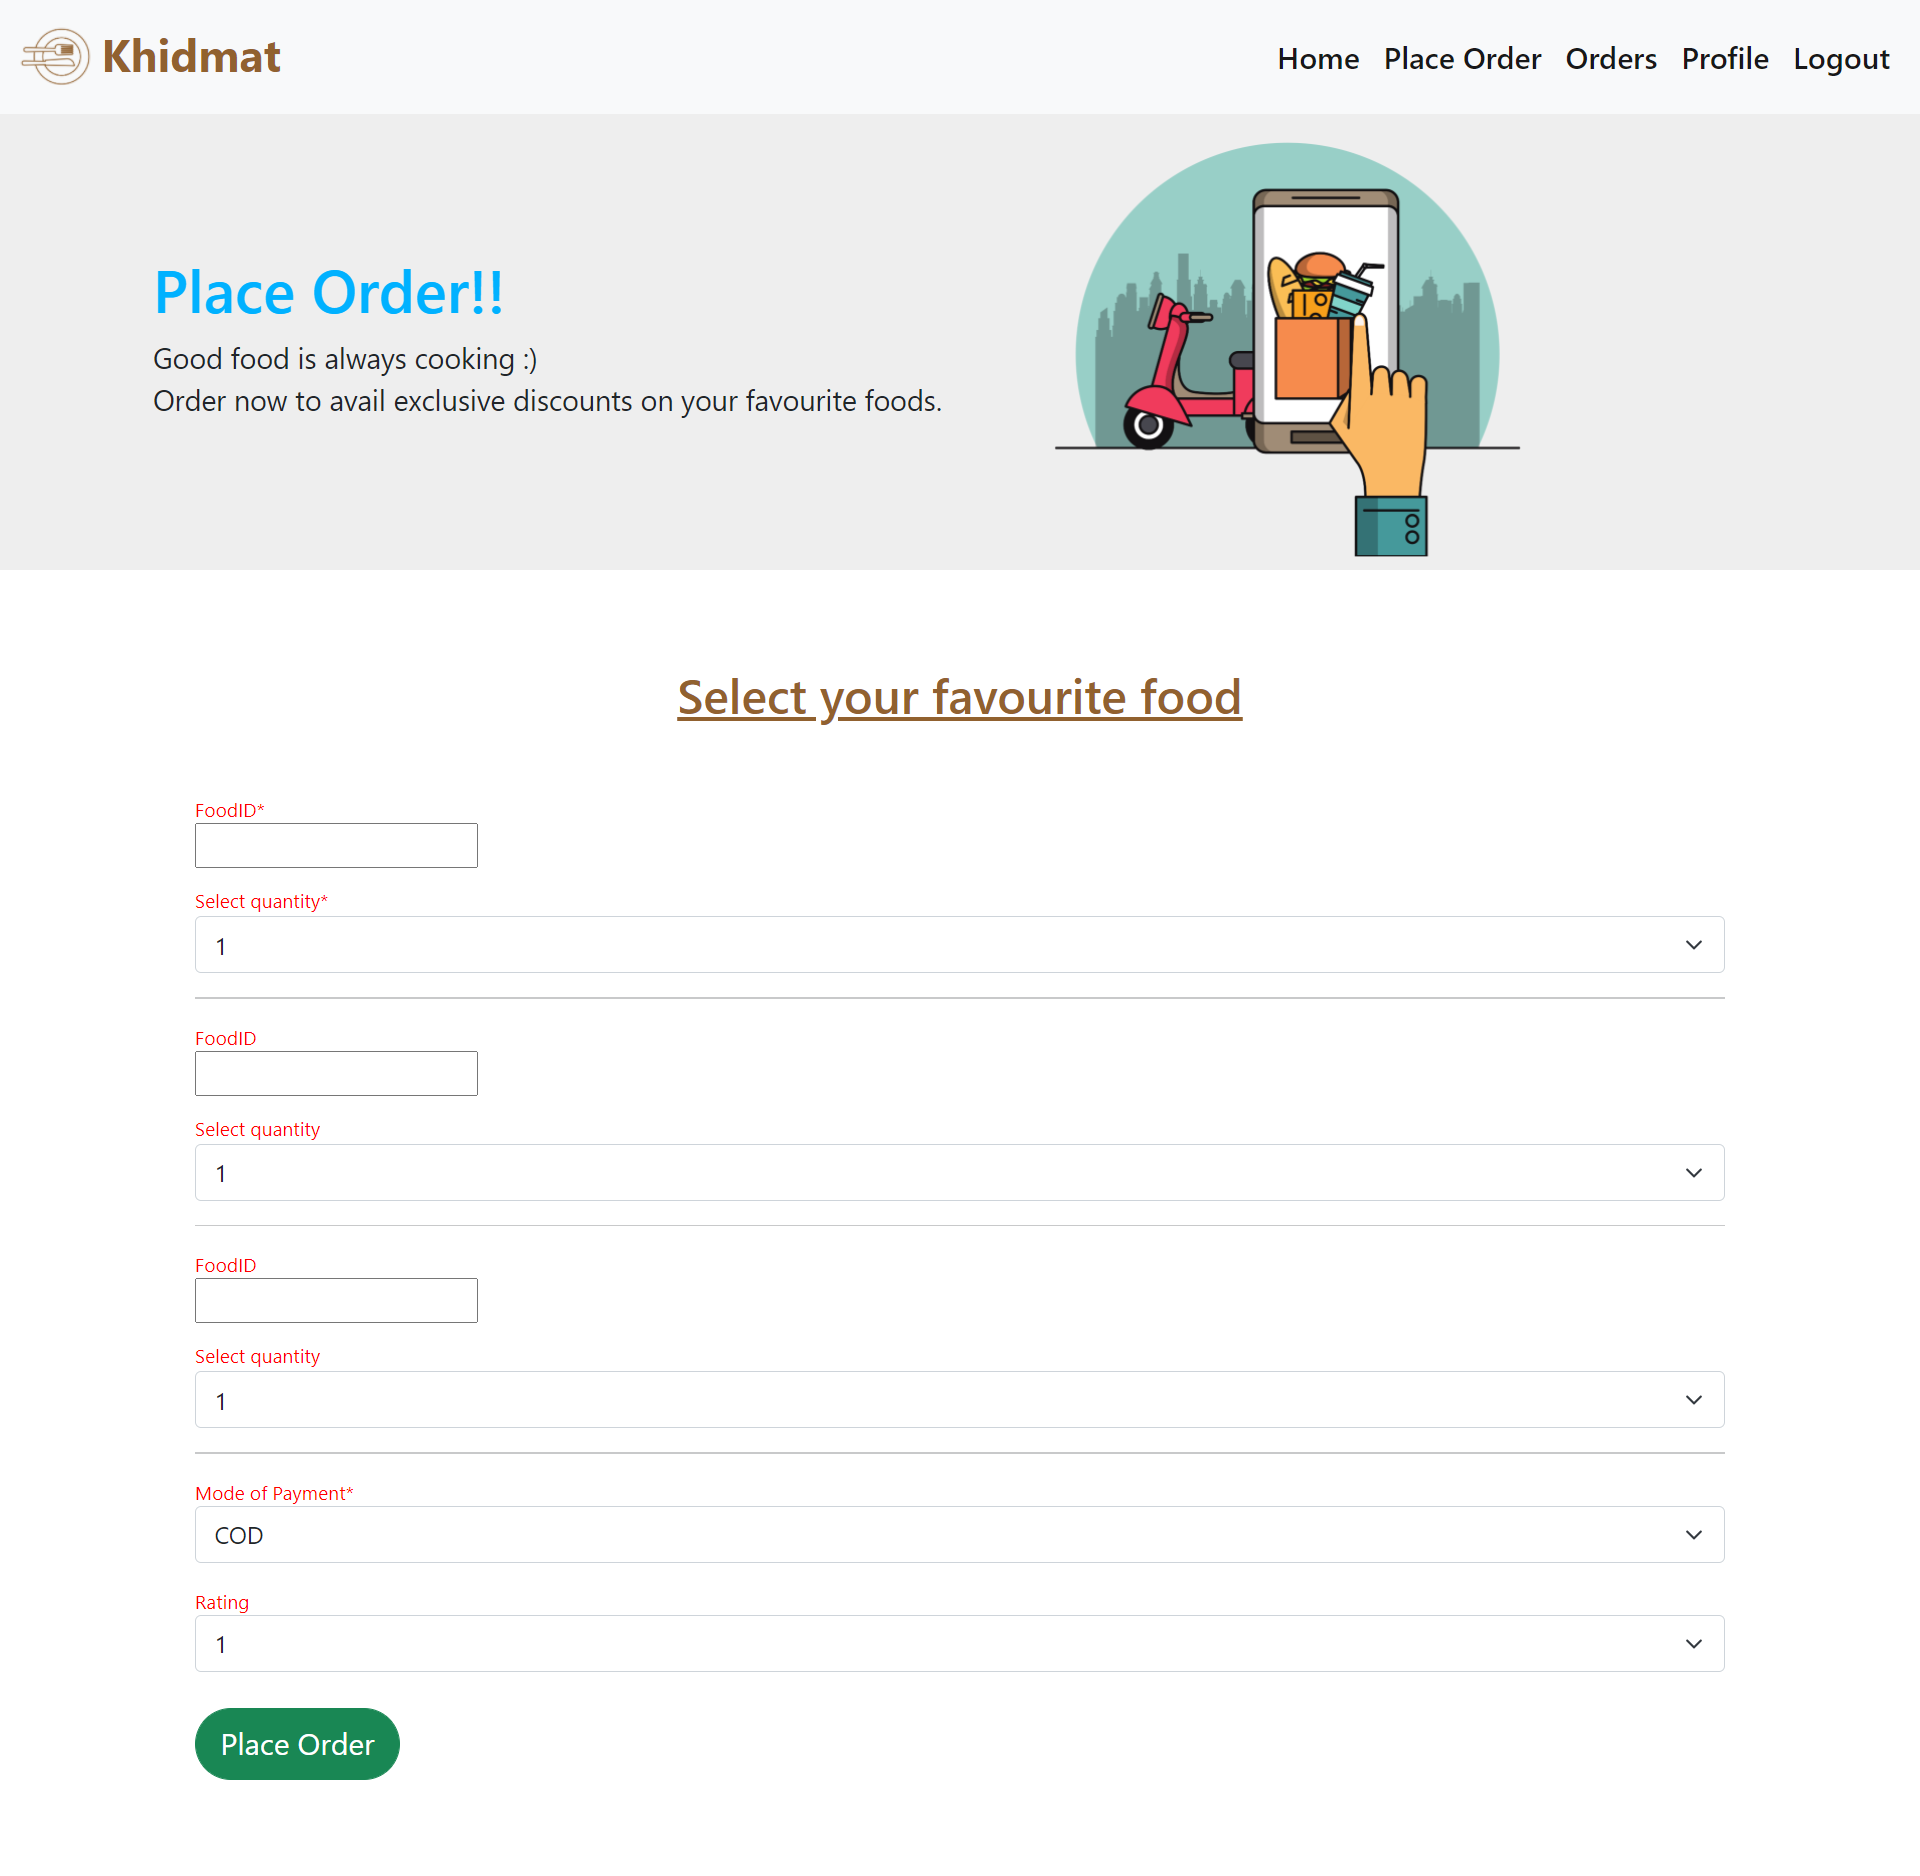 Khidmat
Home Place Order Orders Profile Logout
Place Order!!
Good food is always cooking :)
Order now to avail exclusive discounts on your favourite foods.
Select your favourite food
FoodID*
Select quantity*
1
FoodID
Select quantity
1
FoodID
Select quantity
1
Mode of Payment*
COD
Rating
1
Place Order